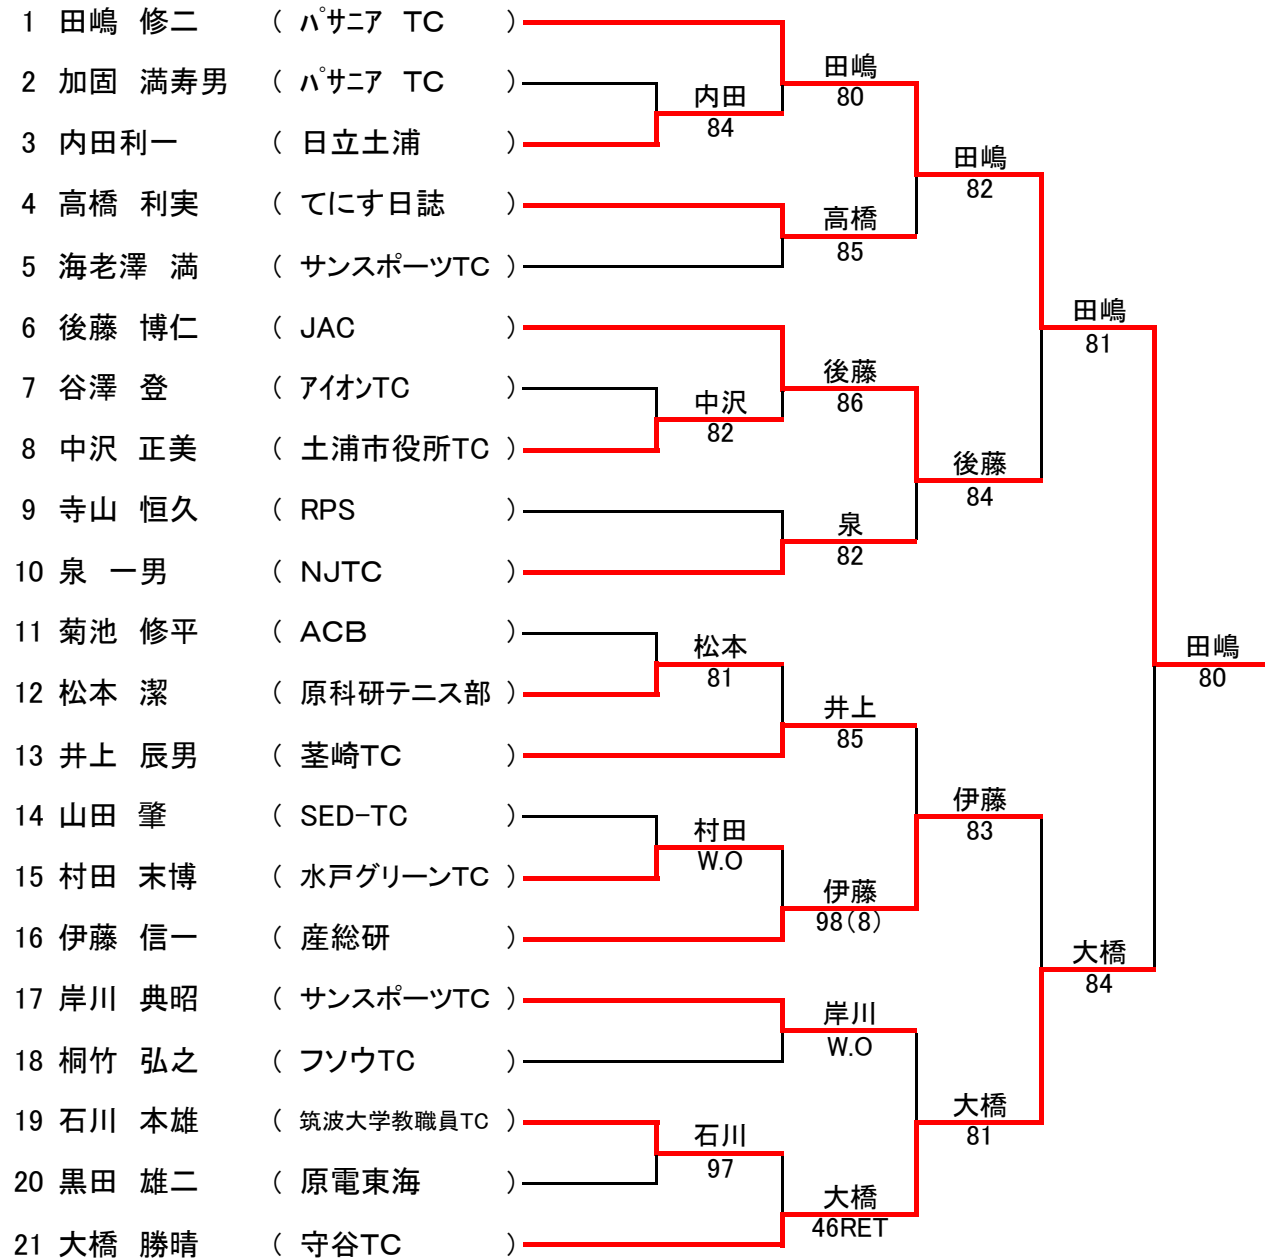 1 田嶋 修二 ( ﾊﾟｻﾆｱ TC )
2 加固 満寿男 ( ﾊﾟｻﾆｱ TC )
3 内田利一 ( 日立土浦 )
4 高橋 利実 ( てにす日誌 )
5 海老澤 満 ( サンスポーツTC )
6 後藤 博仁 ( JAC )
7 谷澤 登 ( ｱｲｵﾝTC )
8 中沢 正美 ( 土浦市役所TC )
9 寺山 恒久 ( RPS )
10 泉 一男 ( NJTC )
11 菊池 修平 ( ACB )
12 松本 潔 ( 原科研テニス部 )
13 井上 辰男 ( 茎崎TC )
14 山田 肇 ( SED-TC )
15 村田 末博 ( 水戸グリーンTC )
16 伊藤 信一 ( 産総研 )
17 岸川 典昭 ( サンスポーツTC )
18 桐竹 弘之 ( フソウTC )
19 石川 本雄 ( 筑波大学教職員TC )
20 黒田 雄二 ( 原電東海 )
21 大橋 勝晴 ( 守谷TC )
内田
84
中沢
82
松本
81
村田
W.O
石川
97
田嶋
80
高橋
85
後藤
86
泉
82
井上
85
伊藤
98(8)
岸川
W.O
大橋
46RET
田嶋
82
後藤
84
伊藤
83
大橋
81
田嶋
81
大橋
84
田嶋
80